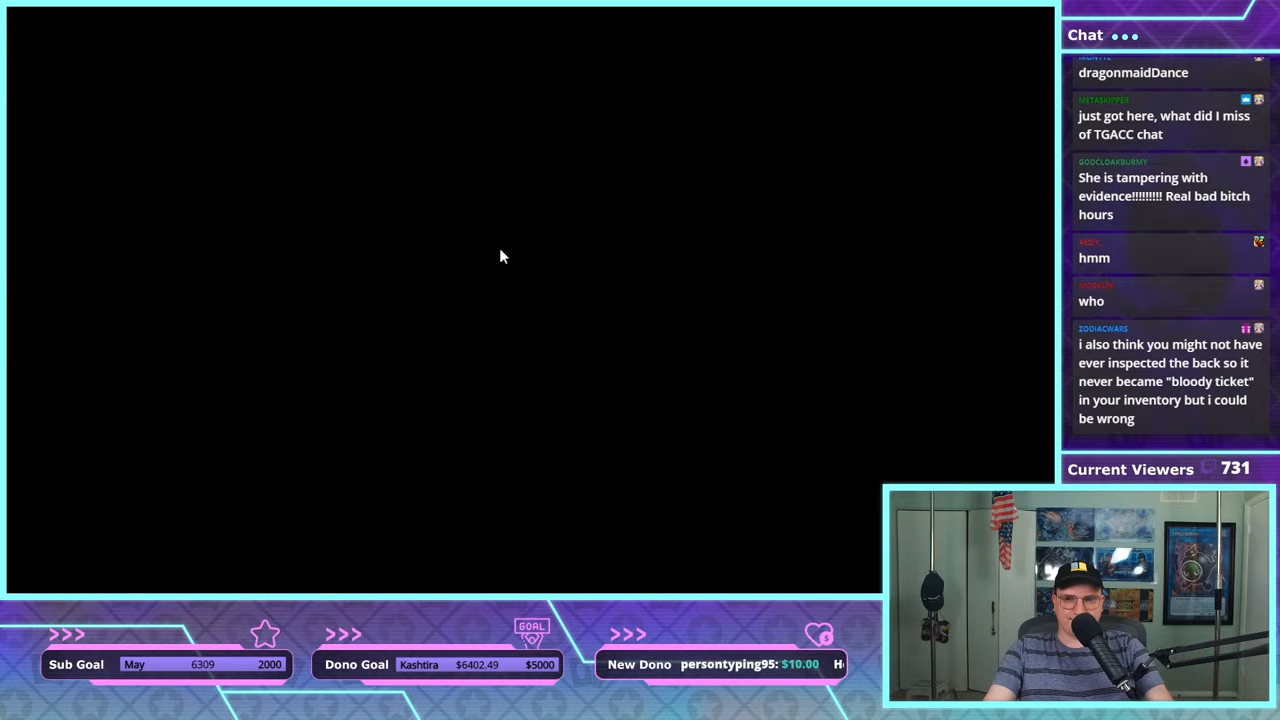 Chat
dragonmaidDance
METASKIPPER
just got here, what did I miss
of TGACC chat
GODCLOAKBURMY
She is tampering with
evidence!!!!!!!!! Real bad bitch
hours
hmm
who
ZODIACWARS
i also think you might not have
ever inspected the back so it
never became "bloody ticket"
in your inventory but i could
be wrong
Current Viewers 731
>>>
>>>
GOAL
>>>
Sub Goal May 6309 2000
Dono Goal Kashtira $6402.49 $5000
New Dono persontyping95: $10.00